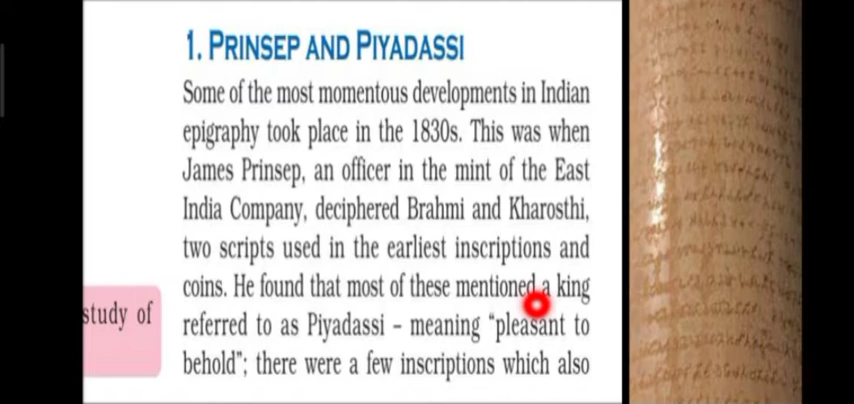 1. PRINSEP AND PIYADASSI
Some of the most momentous developments in Indian
epigraphy took place in the 1830s. This was when
James Prinsep, an officer in the mint of the East
India Company, deciphered Brahmi and Kharosthi,
two scripts used in the earliest inscriptions and
coins. He found that most of these mentioned a king
study of
referred to as Piyadassi – meaning “pleasant to
behold”; there were a few inscriptions which also